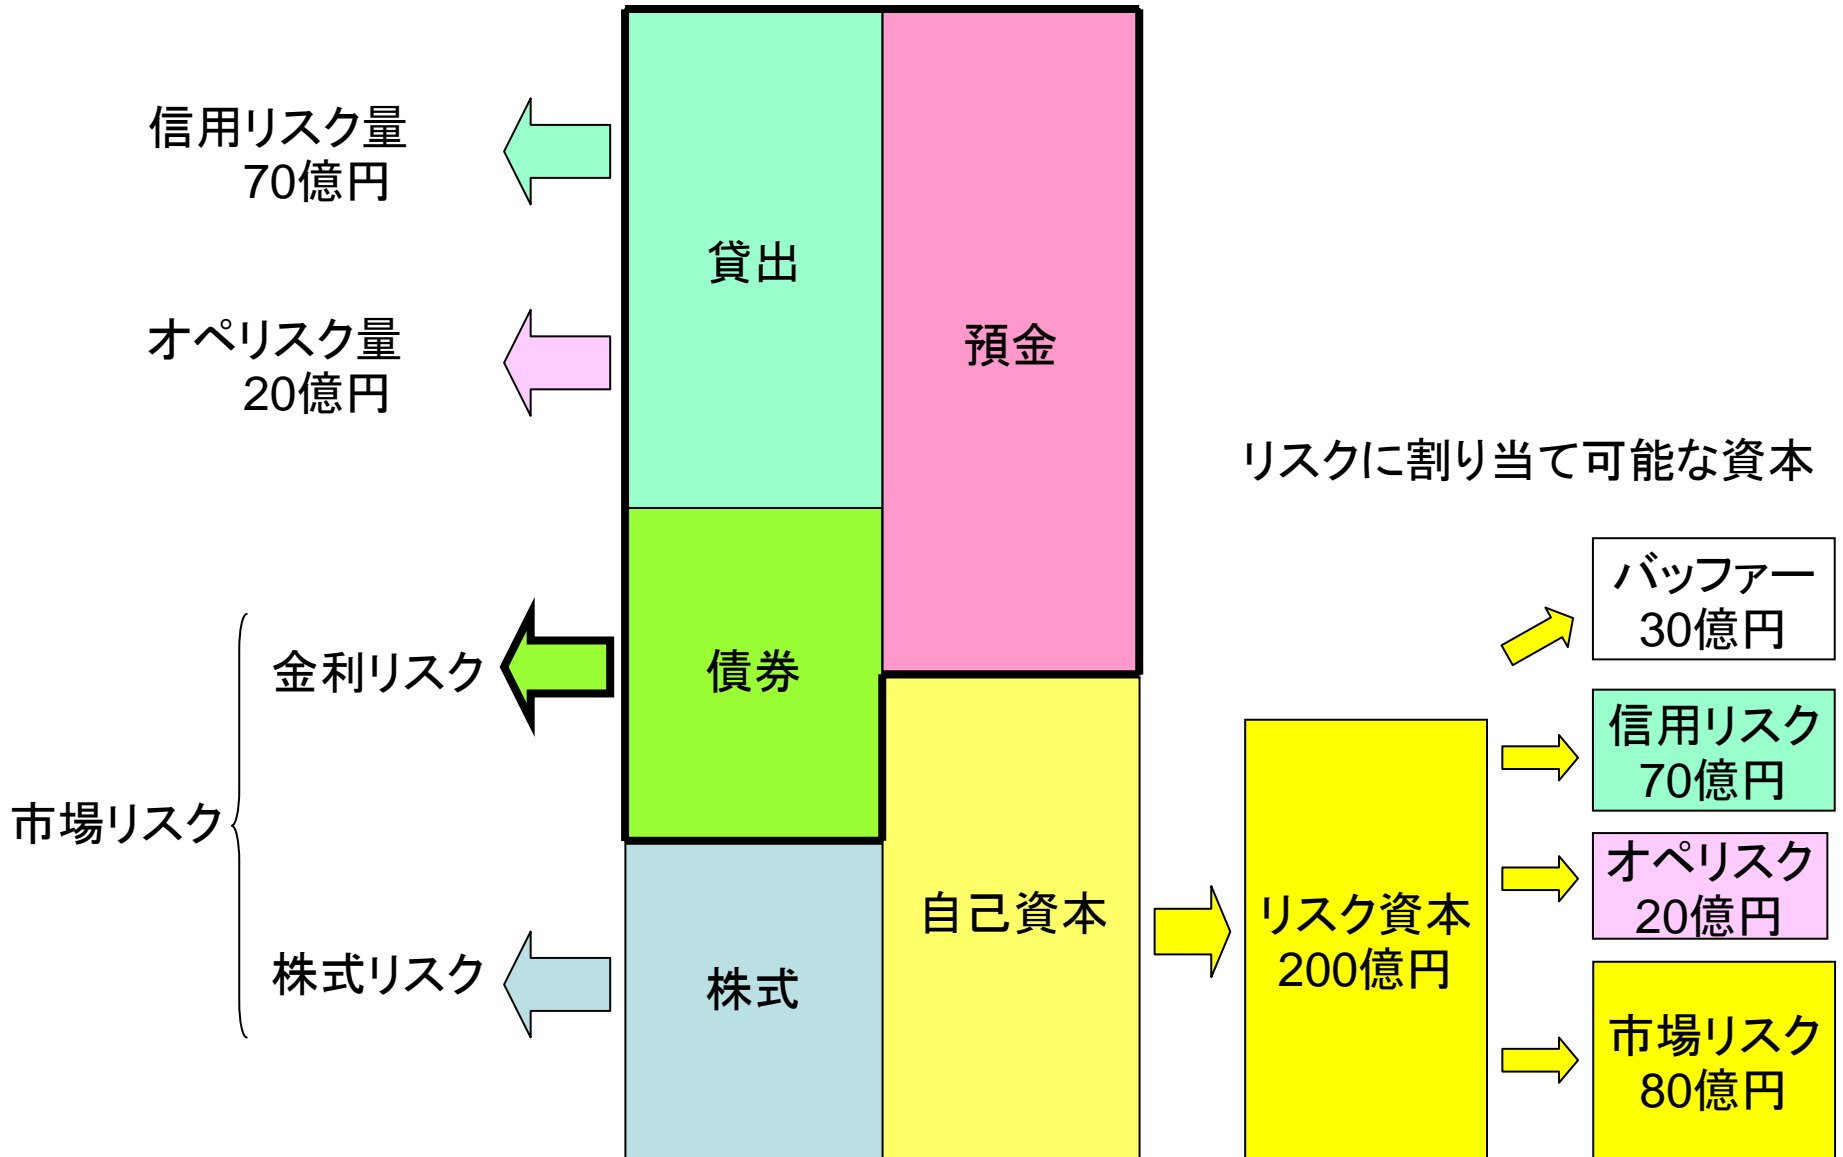 信用リスク量
70億円
オペリスク量
20億円
市場リスク
金利リスク
株式リスク
貸出
債券
株式
預金
自己資本
リスク資本
200億円
リスクに割り当て可能な資本
バッファー
30億円
信用リスク
70億円
オペリスク
20億円
市場リスク
80億円